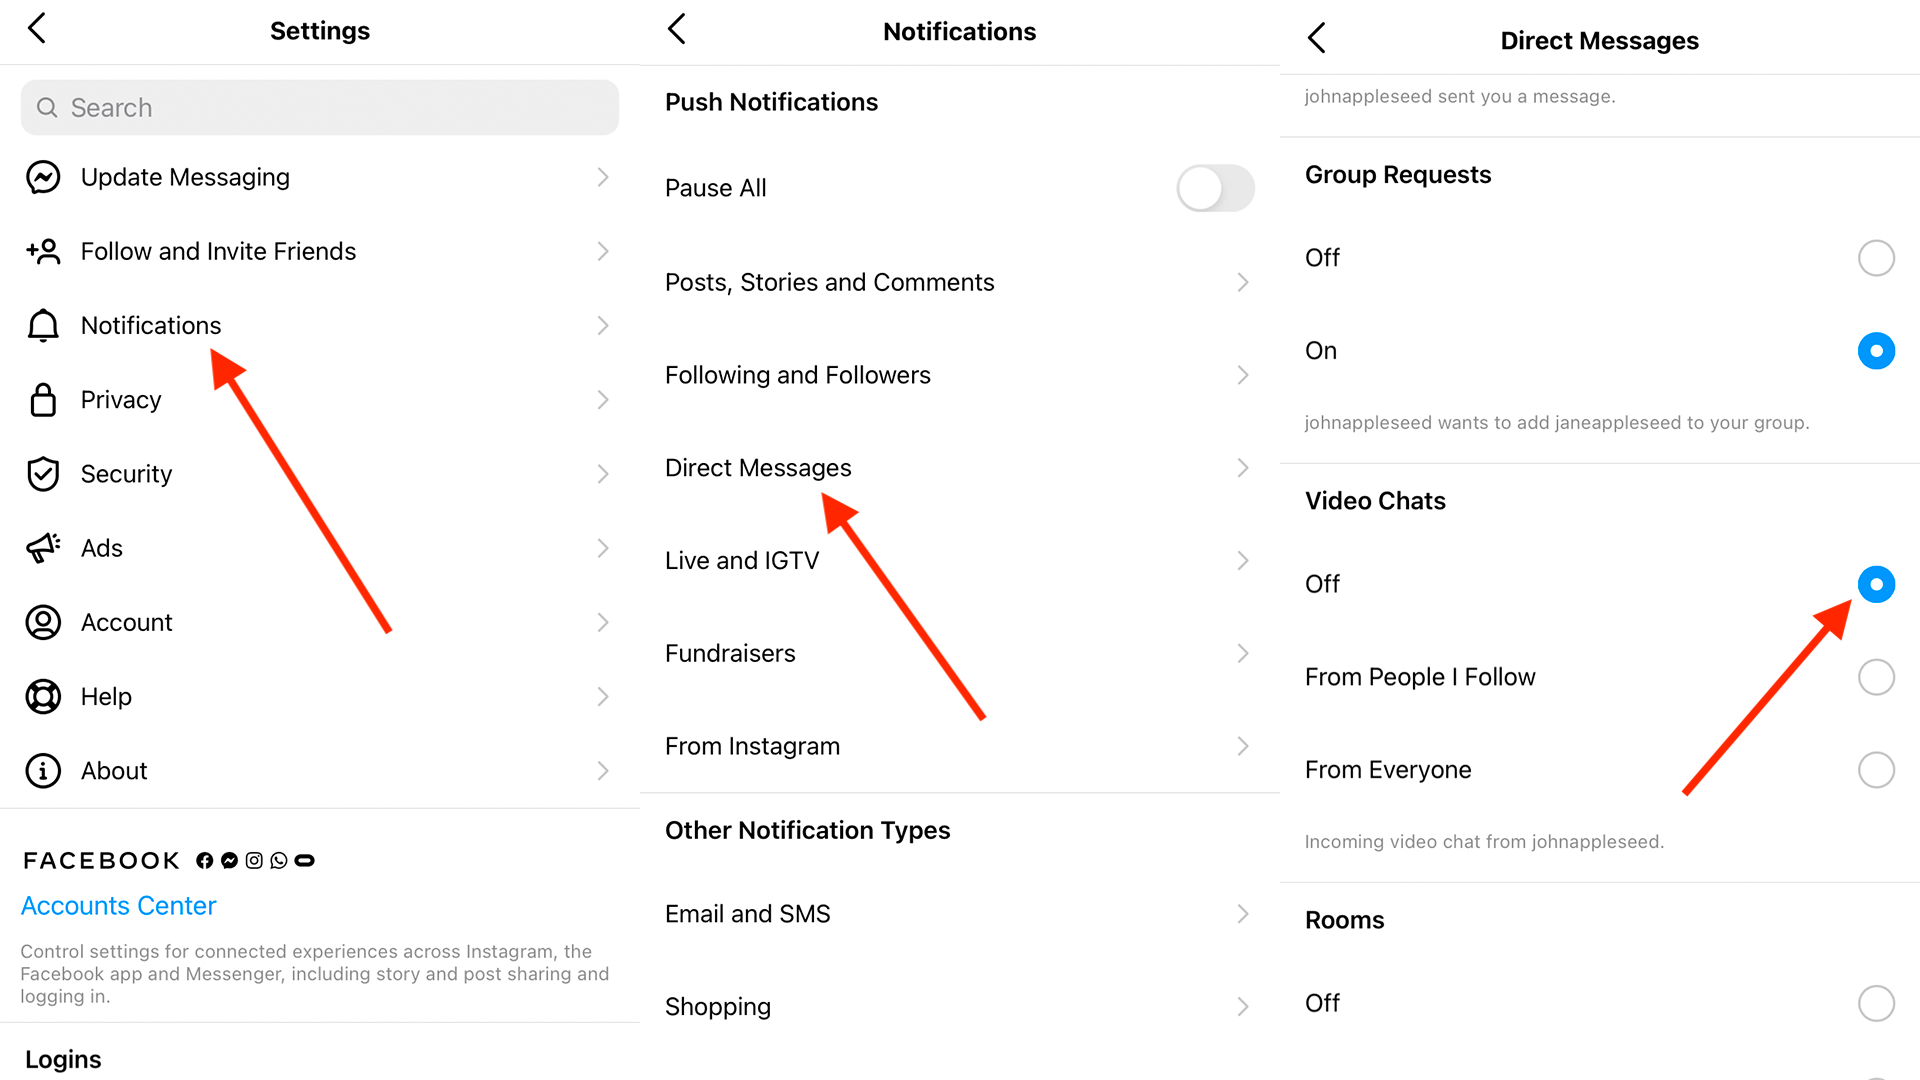 Settings
Search
Update Messaging
Follow and Invite Friends
Notifications
Privacy
Security
Ads
Account
Help
About
FACEBOOK
Accounts Center
Control settings for connected experiences across Instagram, the
Facebook app and Messenger, including story and post sharing and
logging in.
Logins
Notifications
Push Notifications
Pause All
Posts, Stories and Comments
Following and Followers
Direct Messages
Live and IGTV
Fundraisers
From Instagram
Other Notification Types
Email and SMS
Shopping
Direct Messages
johnappleseed sent you a message.
Group Requests
Off
On
johnappleseed wants to add janeappleseed to your group.
Video Chats
Off
From People I Follow
From Everyone
Incoming video chat from johnappleseed.
Rooms
Off